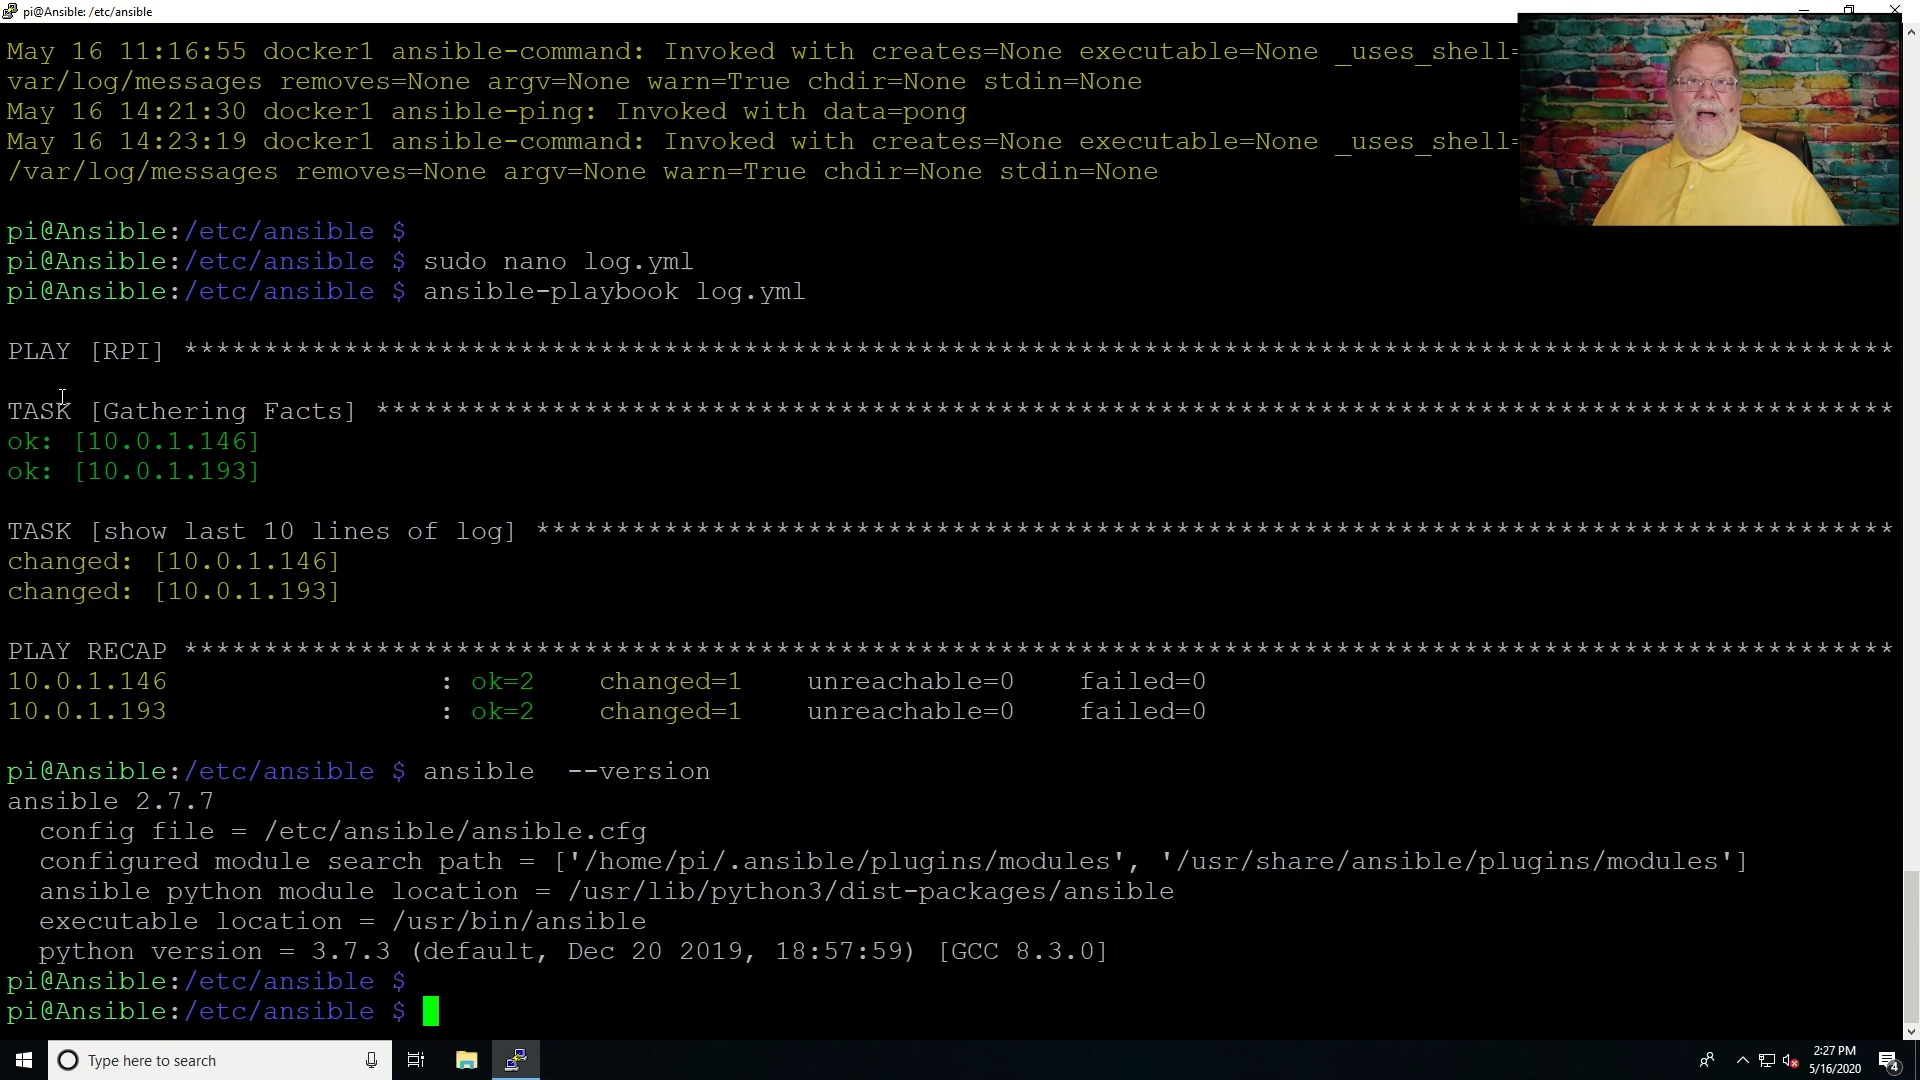 pi@Ansible: /etc/ansible
May 16 11:16:55 docker1 ansible-command: Invoked with creates=None executable=None _uses_shell=
var/log/messages removes=None argv=None warn=True chdir=None stdin=None
May 16 14:21:30 docker1 ansible-ping: Invoked with data=pong
May 16 14:23:19 docker1 ansible-command: Invoked with creates=None executable=None _uses_shell=
/var/log/messages removes=None argv=None warn=True chdir=None stdin=None
pi@Ansible:/etc/ansible $
pi@Ansible:/etc/ansible $ sudo nano log.yml
pi@Ansible:/etc/ansible $ ansible-playbook log.yml
PLAY [RPI] ***********************************************************************************************************
TASK [Gathering Facts] ***********************************************************************************************
ok: [10.0.1.146]
ok: [10.0.1.193]
TASK [show last 10 lines of log] *************************************************************************************
changed: [10.0.1.146]
changed: [10.0.1.193]
PLAY RECAP ***********************************************************************************************************
10.0.1.146                 : ok=2    changed=1    unreachable=0    failed=0
10.0.1.193                 : ok=2    changed=1    unreachable=0    failed=0
pi@Ansible:/etc/ansible $ ansible  --version
ansible 2.7.7
  config file = /etc/ansible/ansible.cfg
  configured module search path = ['/home/pi/.ansible/plugins/modules', '/usr/share/ansible/plugins/modules']
  ansible python module location = /usr/lib/python3/dist-packages/ansible
  executable location = /usr/bin/ansible
  python version = 3.7.3 (default, Dec 20 2019, 18:57:59) [GCC 8.3.0]
pi@Ansible:/etc/ansible $
pi@Ansible:/etc/ansible $
Type here to search
2:27 PM
5/16/2020
4